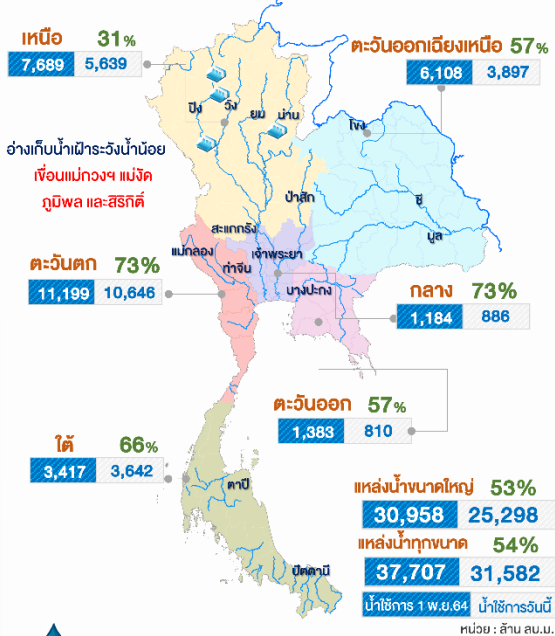 เหนือ 31%
7,689 5,639
ตะวันออกเฉียงเหนือ 57%
6,108 3,897
ปิง
วัง
ยม
น่าน
โขง
อ่างเก็บน้ำเฝ้าระวังน้ำน้อย
เขื่อนแม่กวงฯ แม่งัด
ภูมิพล และสิริกิติ์
ป่าสัก
ชี
มูล
สะแกกรัง
แม่กลอง
ท่าจีน
เจ้าพระยา
บางปะกง
ตะวันตก 73%
11,199 10,646
กลาง 73%
1,184 886
ตะวันออก 57%
1,383 810
ใต้ 66%
3,417 3,642
ตาปี
ปัตตานี
แหล่งน้ำขนาดใหญ่ 53%
30,958 25,298
แหล่งน้ำทุกขนาด 54%
37,707 31,582
น้ำใช้การ 1 พ.ย.64 น้ำใช้การวันนี้
หน่วย : ล้าน ลบ.ม.